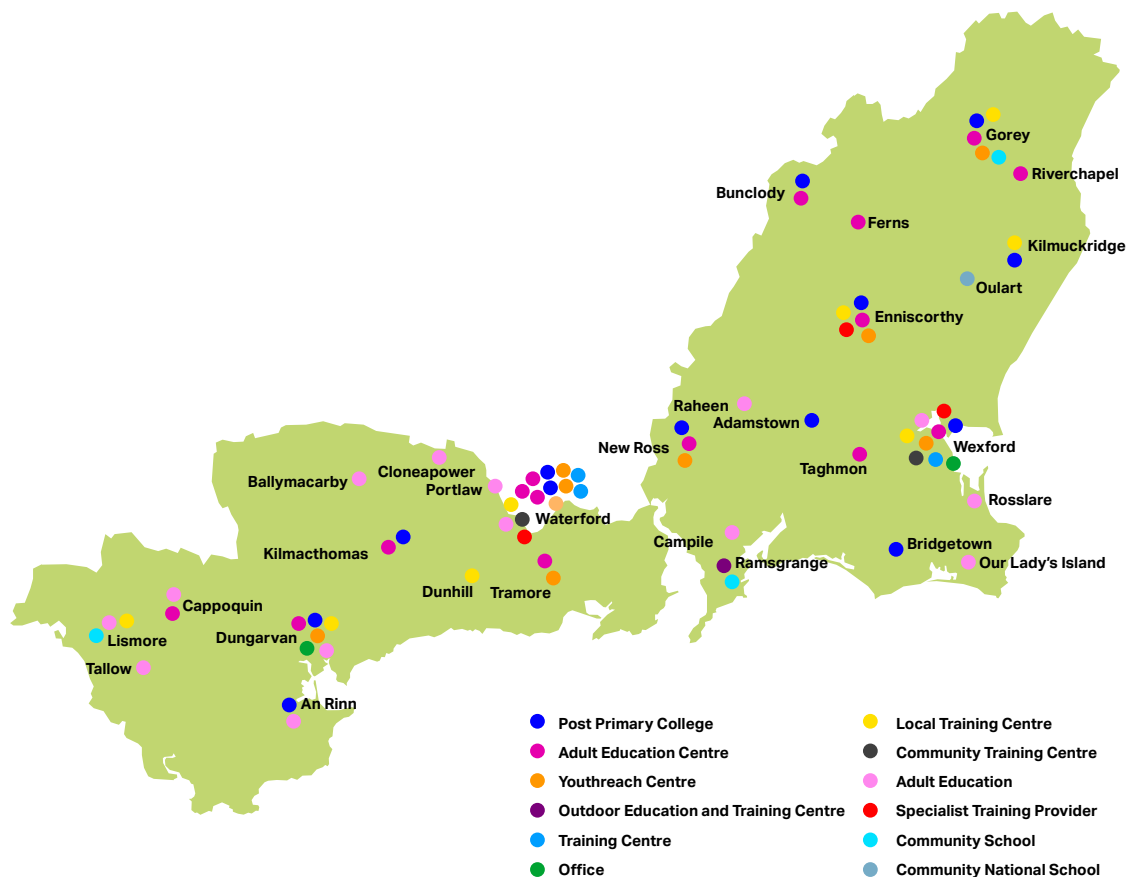 Gorey
Riverchapel
Bunclody
Ferns
Kilmuckridge
Oulart
Enniscorthy
Raheen
Adamstown
New Ross
Wexford
Taghmon
Cloneapower
Ballymacarby
Portlaw
Rosslare
Waterford
Campile
Bridgetown
Kilmacthomas
Ramsgrange
Our Lady's Island
Dunhill
Tramore
Cappoquin
Dungarvan
Lismore
Tallow
An Rinn
Post Primary College
Adult Education Centre
Youthreach Centre
Outdoor Education and Training Centre
Training Centre
Office
Local Training Centre
Community Training Centre
Adult Education
Specialist Training Provider
Community School
Community National School